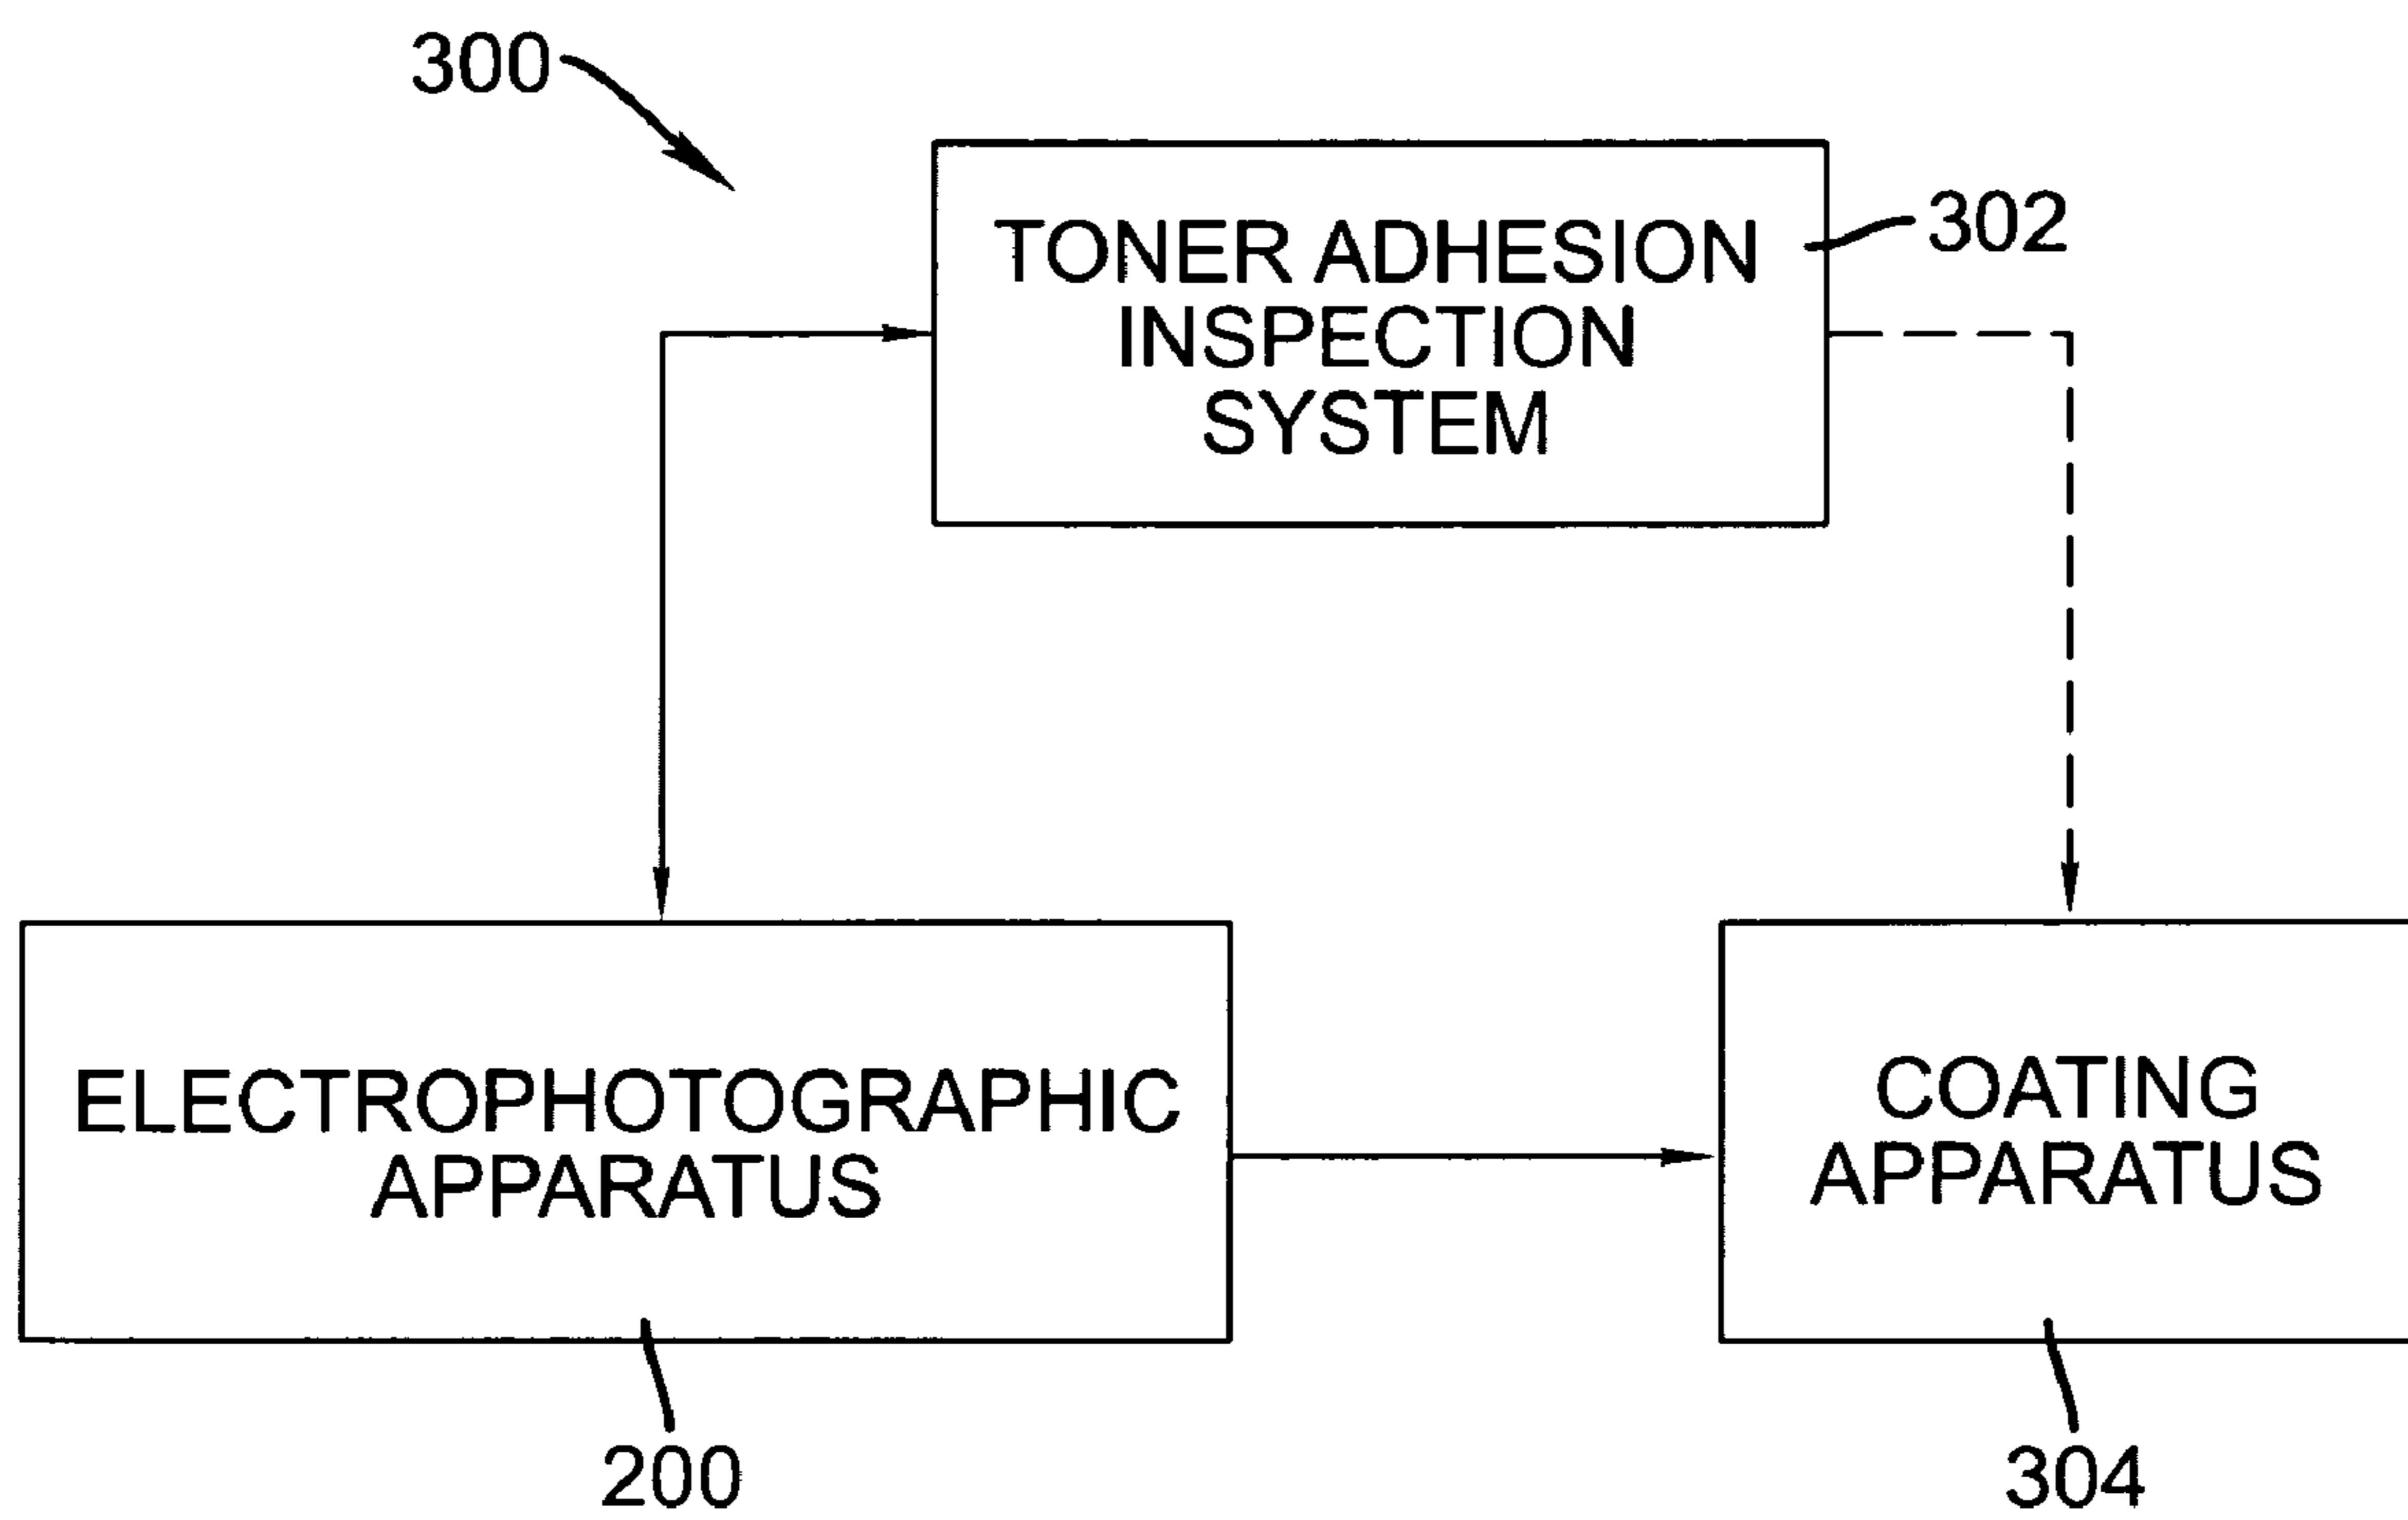 300
TONER ADHESION
INSPECTION
SYSTEM
302
ELECTROPHOTOGRAPHIC
APPARATUS
COATING
APPARATUS
200
304